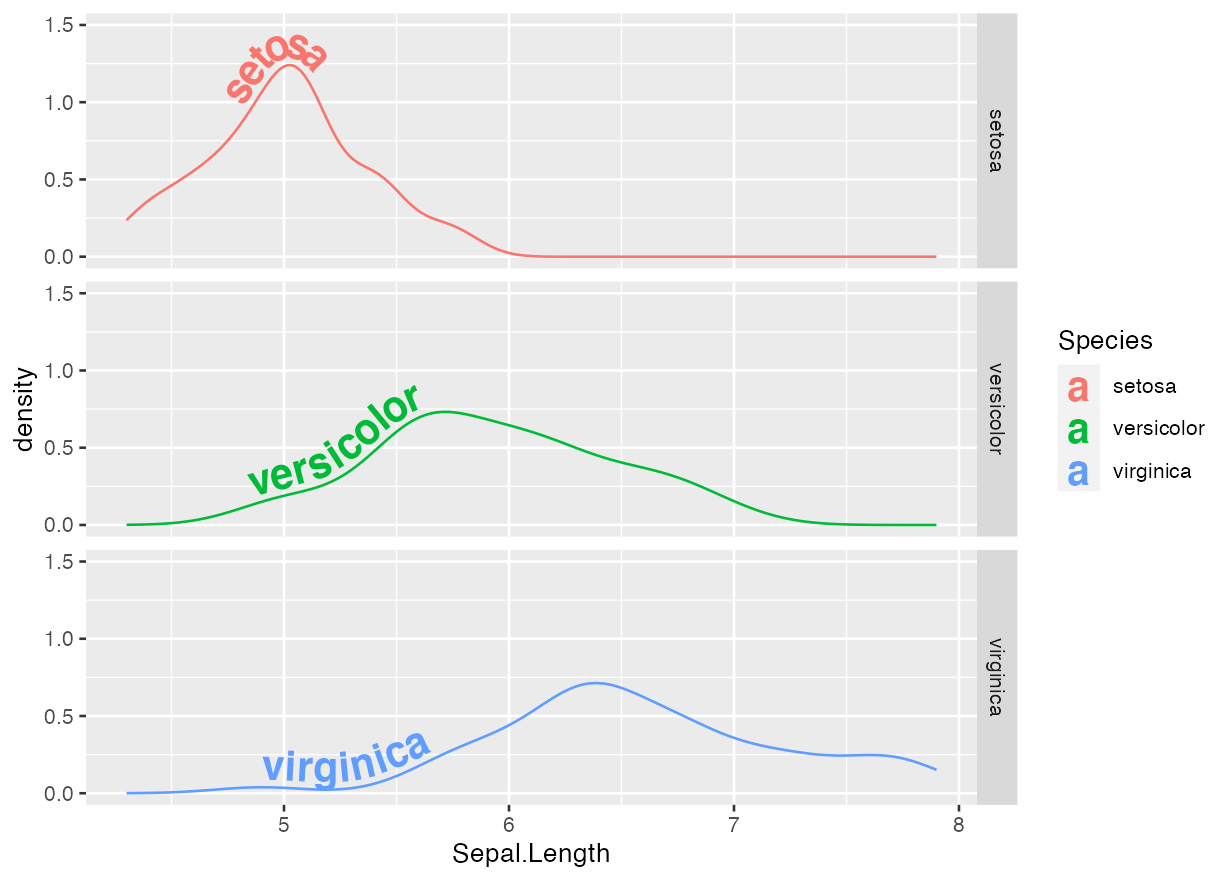 1.5
1.0
0.5
0.0
setosa
setosa
1.5
1.0
0.5
0.0
versicolor
versicolor
1.5
1.0
0.5
0.0
virginica
virginica
5 6 7 8
Sepal.Length
density
Species
a setosa
a versicolor
a virginica